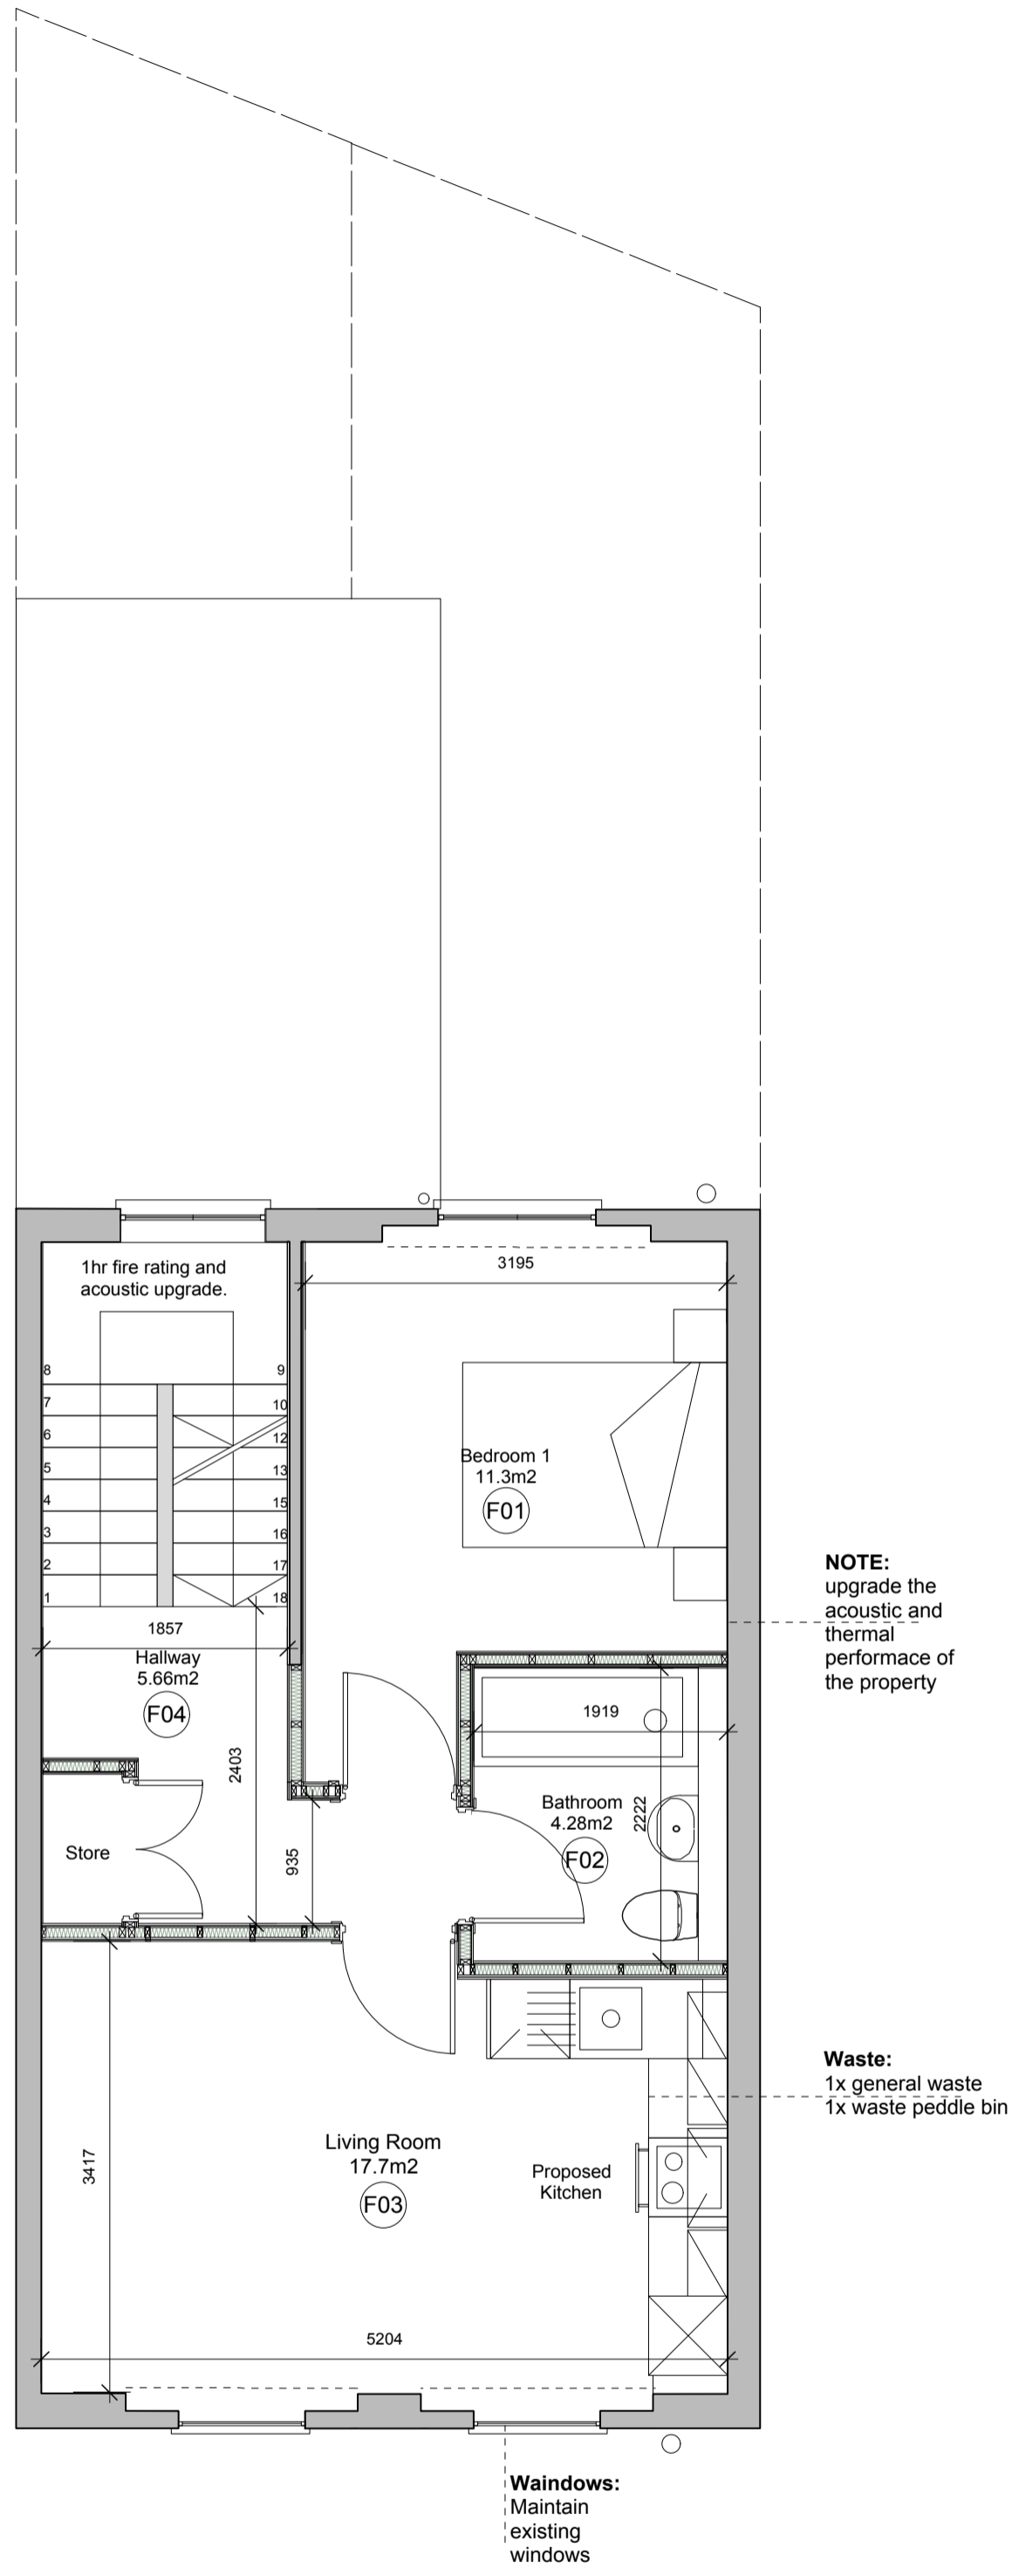 1hr fire rating and
acoustic upgrade.
3195
8
9
7
10
6
12
5
13
4
15
3
16
2
17
1
18
Bedroom 1
11.3m2
F01
NOTE:
upgrade the
acoustic and
thermal
performace of
the property
1857
Hallway
5.66m2
F04
1919
2403
Bathroom
4.28m2
2222
F02
Store
935
Waste:
1x general waste
1x waste peddle bin
Living Room
17.7m2
F03
3417
Proposed
Kitchen
5204
Waindows:
Maintain
existing
windows